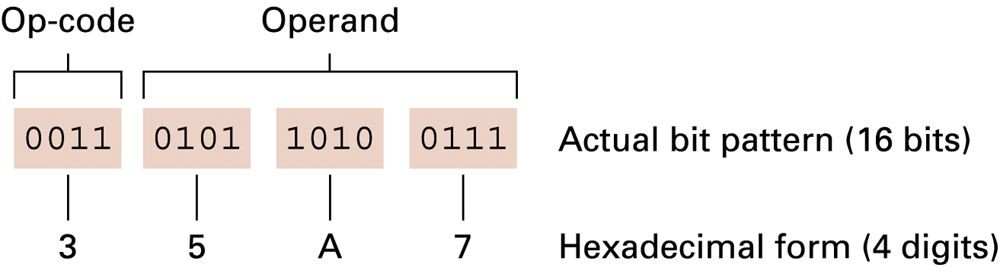 Op-code Operand
0011 0101 1010 0111 Actual bit pattern (16 bits)
3 5 A 7 Hexadecimal form (4 digits)